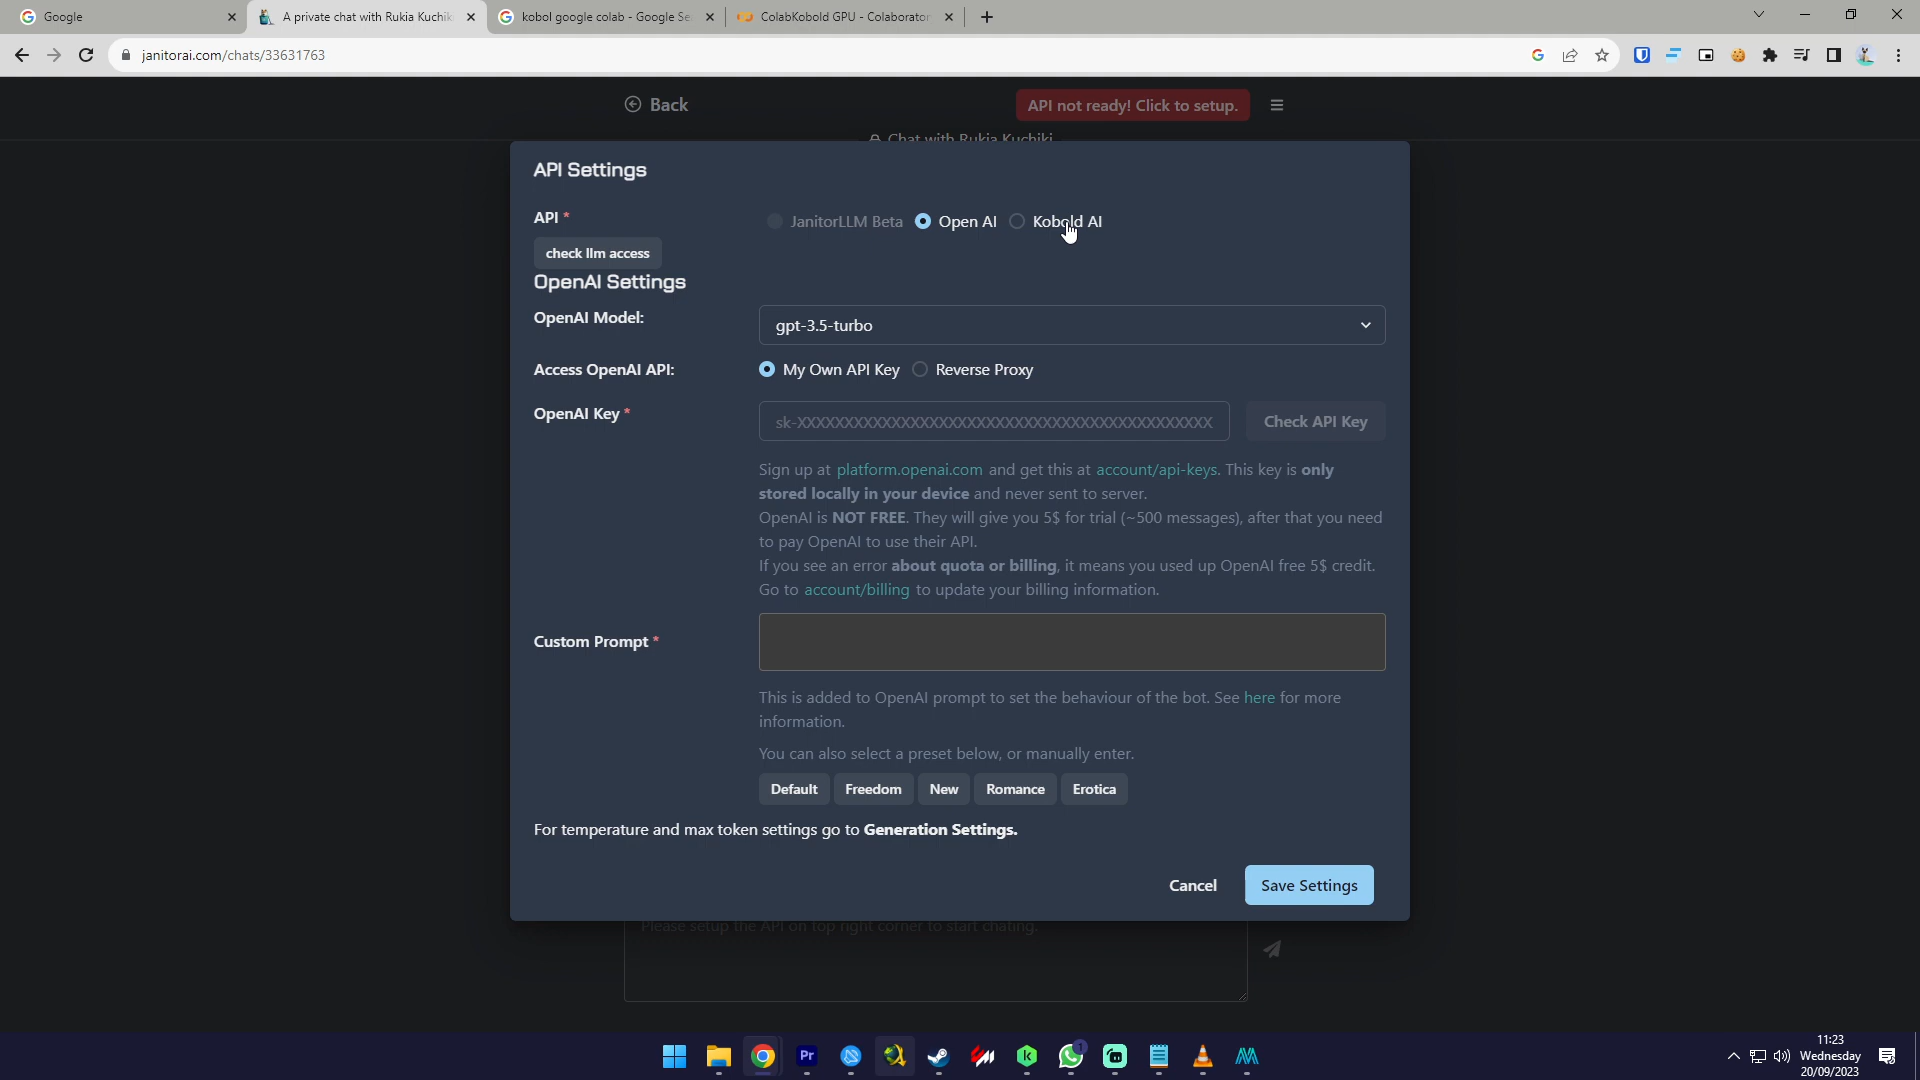 Google
A private chat with Rukia Kuchik
kobol google colab - Google Se
ColabKobold GPU - Colaborator
janitorai.com/chats/33631763
Back
API not ready! Click to setup.
Chat with Rukia Kuchiki
API Settings
API *
JanitorLLM Beta
Open AI
Kobold AI
check llm access
OpenAI Settings
OpenAI Model:
gpt-3.5-turbo
Access OpenAI API:
My Own API Key
Reverse Proxy
OpenAI Key *
Check API Key
Sign up at platform.openai.com and get this at account/api-keys. This key is only
stored locally in your device and never sent to server.
OpenAI is NOT FREE. They will give you 5$ for trial (~500 messages), after that you need
to pay OpenAI to use their API.
If you see an error about quota or billing, it means you used up OpenAI free 5$ credit.
Go to account/billing to update your billing information.
Custom Prompt *
This is added to OpenAI prompt to set the behaviour of the bot. See here for more
information.
You can also select a preset below, or manually enter.
Default
Freedom
New
Romance
Erotica
For temperature and max token settings go to Generation Settings.
Cancel
Save Settings
Please setup the API on top right corner to start chating.
Pr
1
11:23
Wednesday
20/09/2023